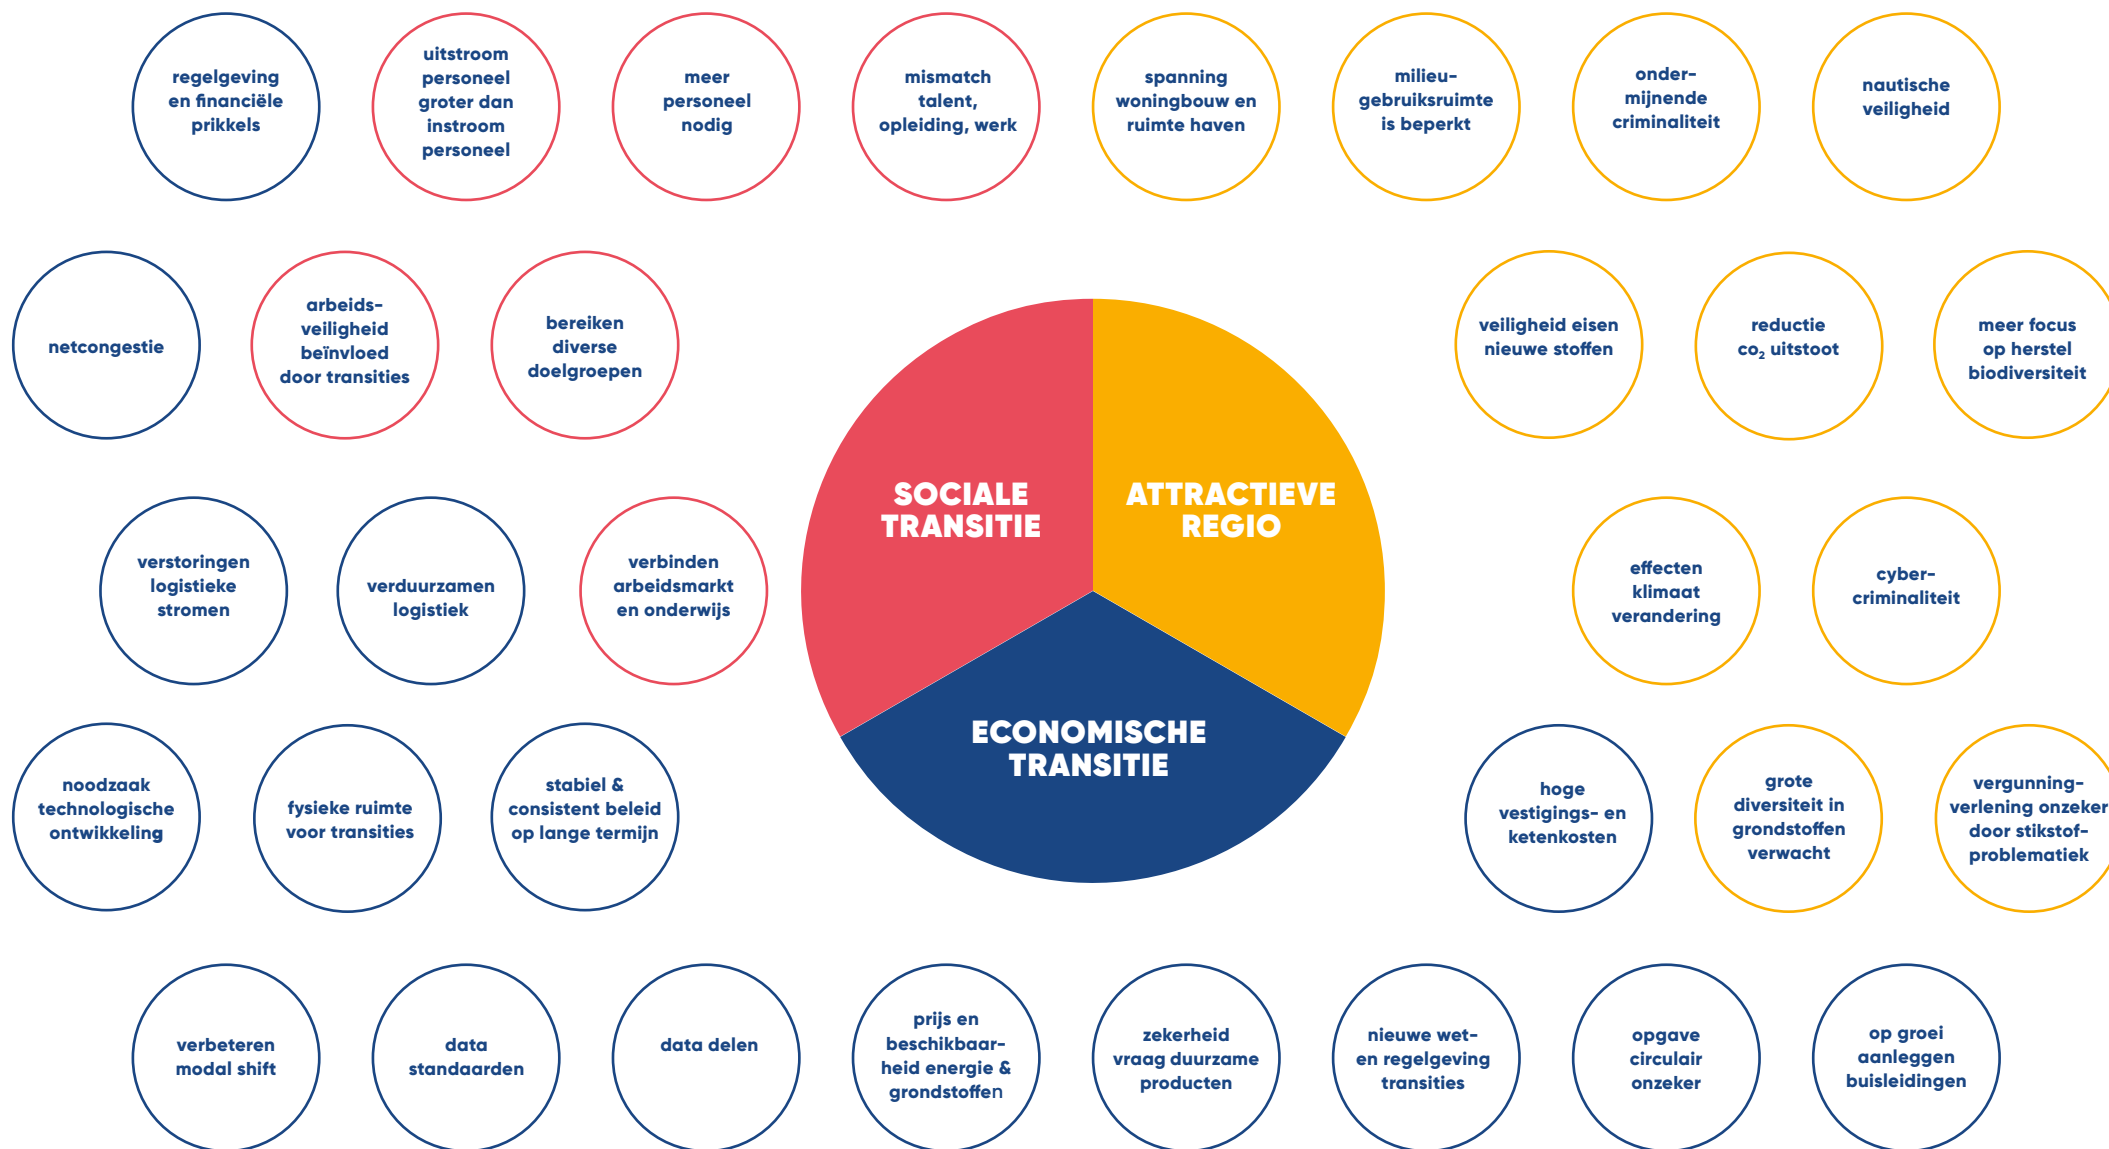 regelgeving
en financiële
prikkels
uitstroom
personeel
groter dan
instroom
personeel
meer
personeel
nodig
mismatch
talent,
opleiding, werk
spanning
woningbouw en
ruimte haven
milieu-
gebruiksruimte
is beperkt
onder-
mijnende
criminaliteit
nautische
veiligheid
netcongestie
arbeids-
veiligheid
beïnvloed
door transities
bereiken
diverse
doelgroepen
veiligheid eisen
nieuwe stoffen
reductie
co₂ uitstoot
meer focus
op herstel
biodiversiteit
SOCIALE
TRANSITIE
ATTRACTIEVE
REGIO
verstoringen
logistieke
stromen
verduurzamen
logistiek
verbinden
arbeidsmarkt
en onderwijs
effecten
klimaat
verandering
cyber-
criminaliteit
ECONOMISCHE
TRANSITIE
noodzaak
technologische
ontwikkeling
fysieke ruimte
voor transities
stabiel &
consistent beleid
op lange termijn
hoge
vestigings- en
ketenkosten
grote
diversiteit in
grondstoffen
verwacht
vergunning-
verlening onzeker
door stikstof-
problematiek
verbeteren
modal shift
data
standaarden
data delen
prijs en
beschikbaar-
heid energie &
grondstoffen
zekerheid
vraag duurzame
producten
nieuwe wet-
en regelgeving
transities
opgave
circulair
onzeker
op groei
aanleggen
buisleidingen